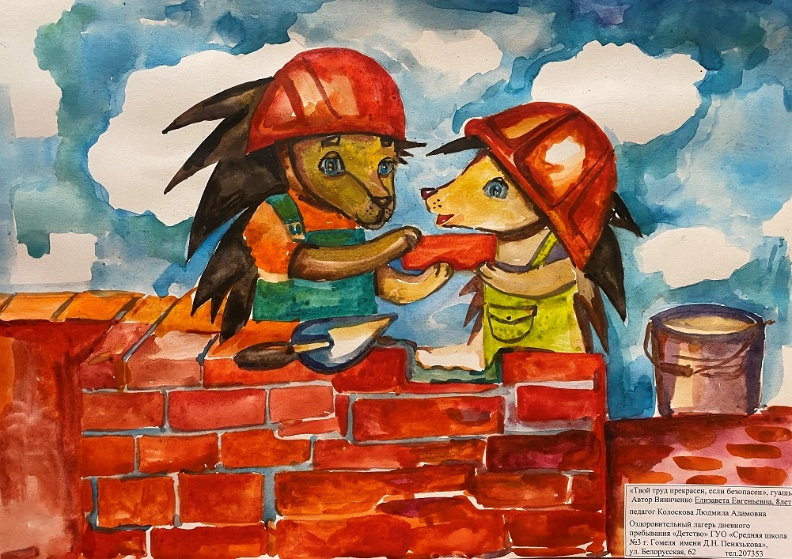 «Твой труд прекрасен, если безопасен», гуашь
Автор Винниченко Елизавета Евгеньевна, 8лет
педагог Колоскова Людмила Адамовна
Оздоровительный лагерь дневного
пребывания «Детство» ГУО «Средняя школа
№3 г. Гомеля имени Д.Н. Пенязькова»,
ул. Белорусская, 62 тел.207353